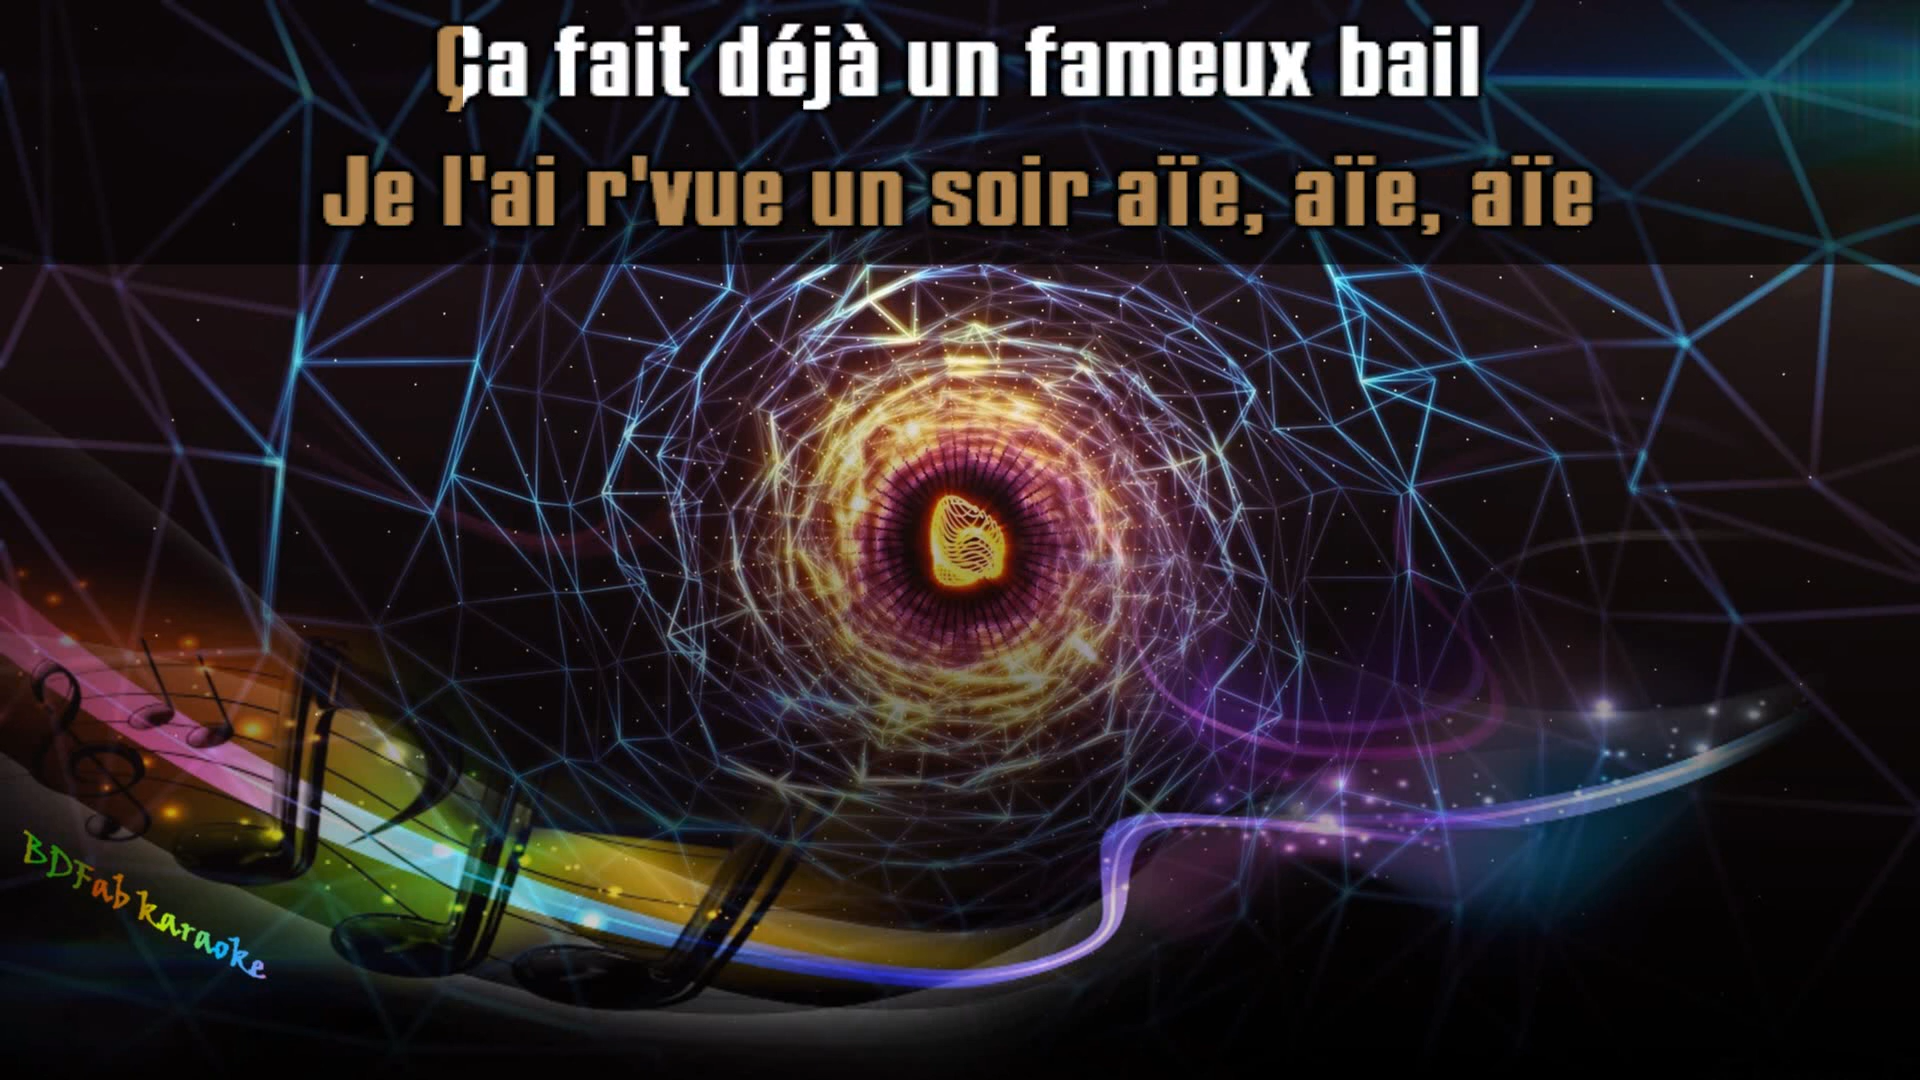 Ça fait déjà un fameux bail
Je l'ai r'vue un soir aïe, aïe, aïe
BDFab karaoke